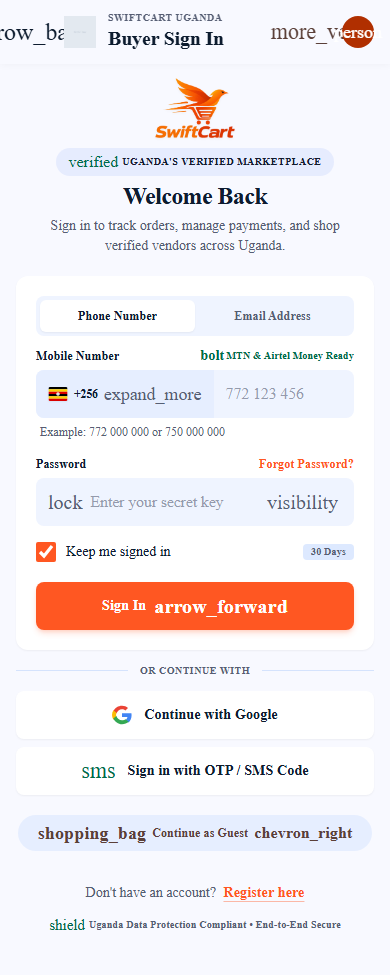 SWIFTCART UGANDA
Buyer Sign In
SwiftCart
verified UGANDA'S VERIFIED MARKETPLACE
Welcome Back
Sign in to track orders, manage payments, and shop
verified vendors across Uganda.
Phone Number
Email Address
Mobile Number
bolt MTN & Airtel Money Ready
+256 expand_more 772 123 456
Example: 772 000 000 or 750 000 000
Password
Forgot Password?
lock Enter your secret key visibility
Keep me signed in
30 Days
Sign In arrow_forward
OR CONTINUE WITH
Continue with Google
sms Sign in with OTP / SMS Code
shopping_bag Continue as Guest chevron_right
Don't have an account? Register here
shield Uganda Data Protection Compliant • End-to-End Secure